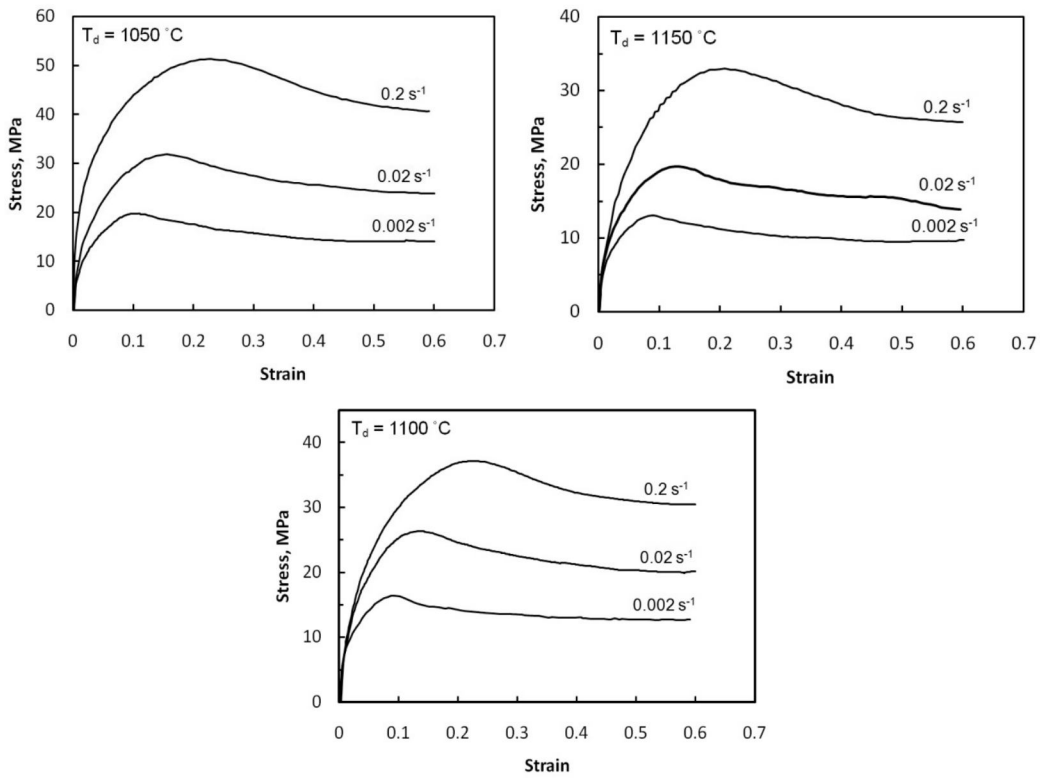 T_d = 1050 °C
60
50
40
30
20
10
0
Stress, MPa
0.2 s⁻¹
0.02 s⁻¹
0.002 s⁻¹
0 0.1 0.2 0.3 0.4 0.5 0.6 0.7
Strain
T_d = 1150 °C
40
30
20
10
0
Stress, MPa
0.2 s⁻¹
0.02 s⁻¹
0.002 s⁻¹
0 0.1 0.2 0.3 0.4 0.5 0.6 0.7
Strain
T_d = 1100 °C
40
30
20
10
0
Stress, MPa
0.2 s⁻¹
0.02 s⁻¹
0.002 s⁻¹
0 0.1 0.2 0.3 0.4 0.5 0.6 0.7
Strain